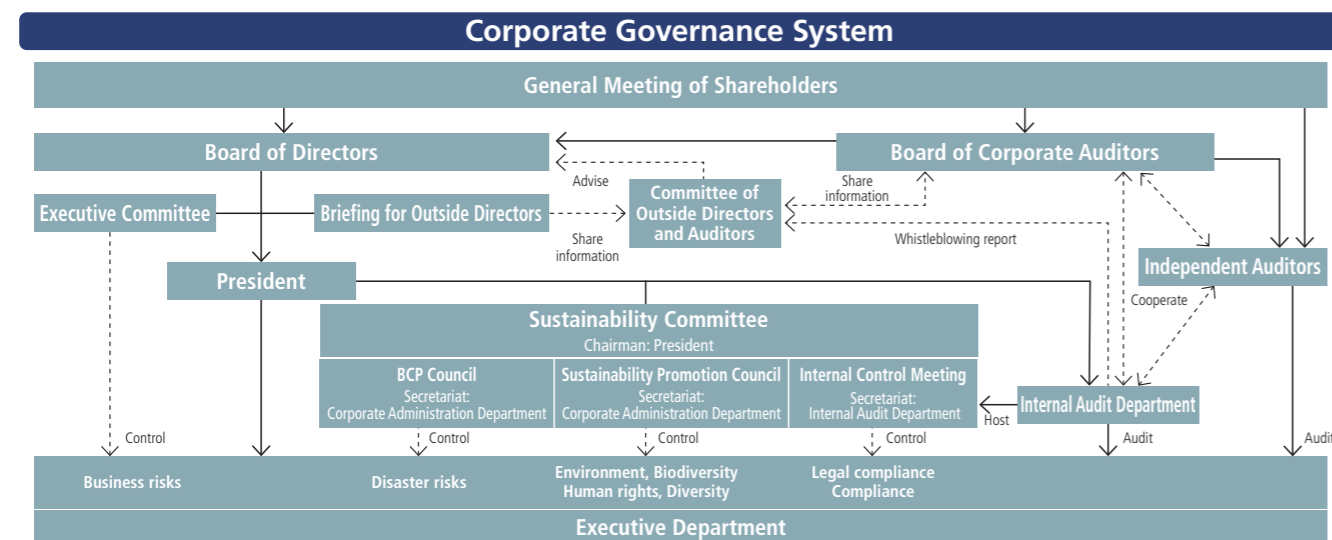 Corporate Governance System
General Meeting of Shareholders
Board of Directors
Board of Corporate Auditors
Advise
Share
information
Committee of
Outside Directors
and Auditors
Executive Committee
Briefing for Outside Directors
Share
information
Whistleblowing report
Independent Auditors
President
Cooperate
Sustainability Committee
Chairman: President
BCP Council
Secretariat:
Corporate Administration Department
Sustainability Promotion Council
Secretariat:
Corporate Administration Department
Internal Control Meeting
Secretariat:
Internal Audit Department
Internal Audit Department
Host
Control
Control
Control
Control
Audit
Audit
Business risks
Disaster risks
Environment, Biodiversity
Human rights, Diversity
Legal compliance
Compliance
Executive Department